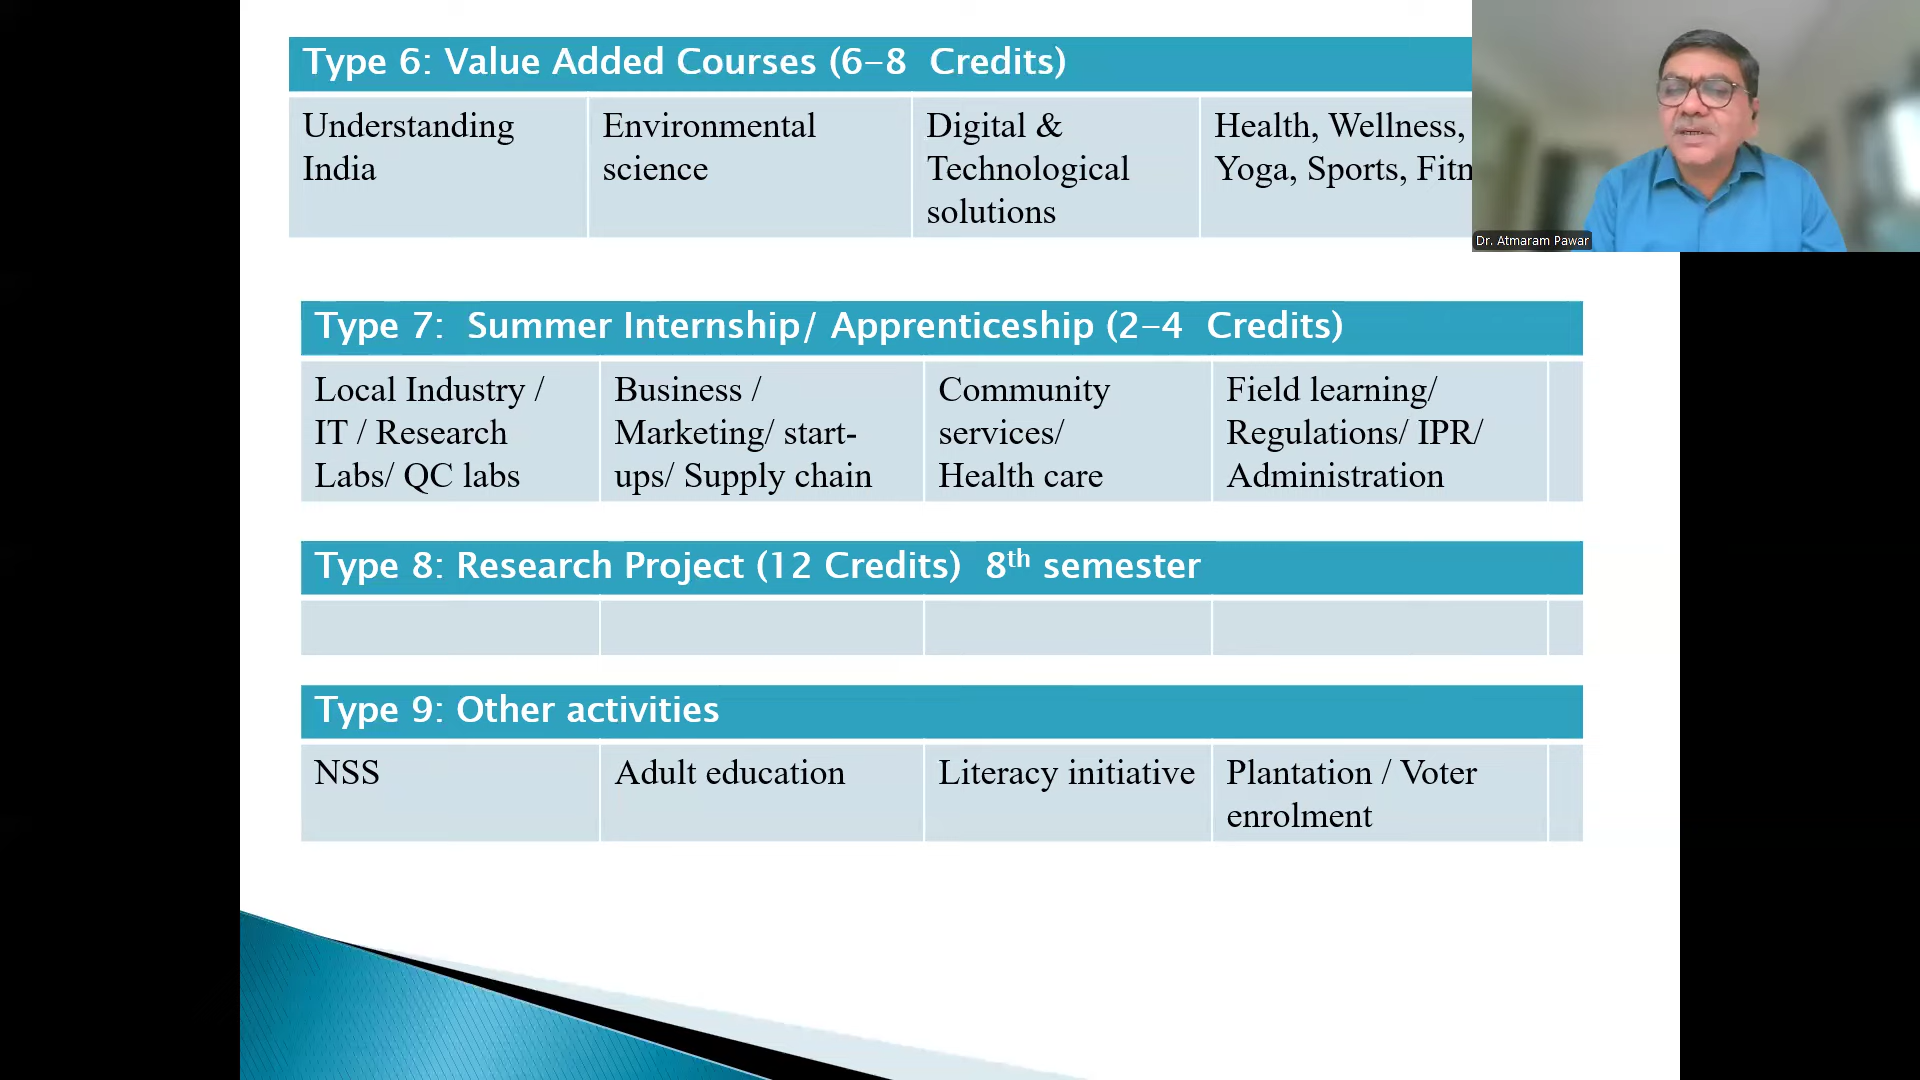 Type 6: Value Added Courses (6–8 Credits)
Understanding
India
Environmental
science
Digital &
Technological
solutions
Health, Wellness,
Yoga, Sports,
Dr. Atmaram Pawar
Type 7: Summer Internship/ Apprenticeship (2–4 Credits)
Local Industry /
IT / Research
Labs/ QC labs
Business /
Marketing/ start-
ups/ Supply chain
Community
services/
Health care
Field learning/
Regulations/ IPR/
Administration
Type 8: Research Project (12 Credits) 8th semester
Type 9: Other activities
NSS
Adult education
Literacy initiative
Plantation / Voter
enrolment